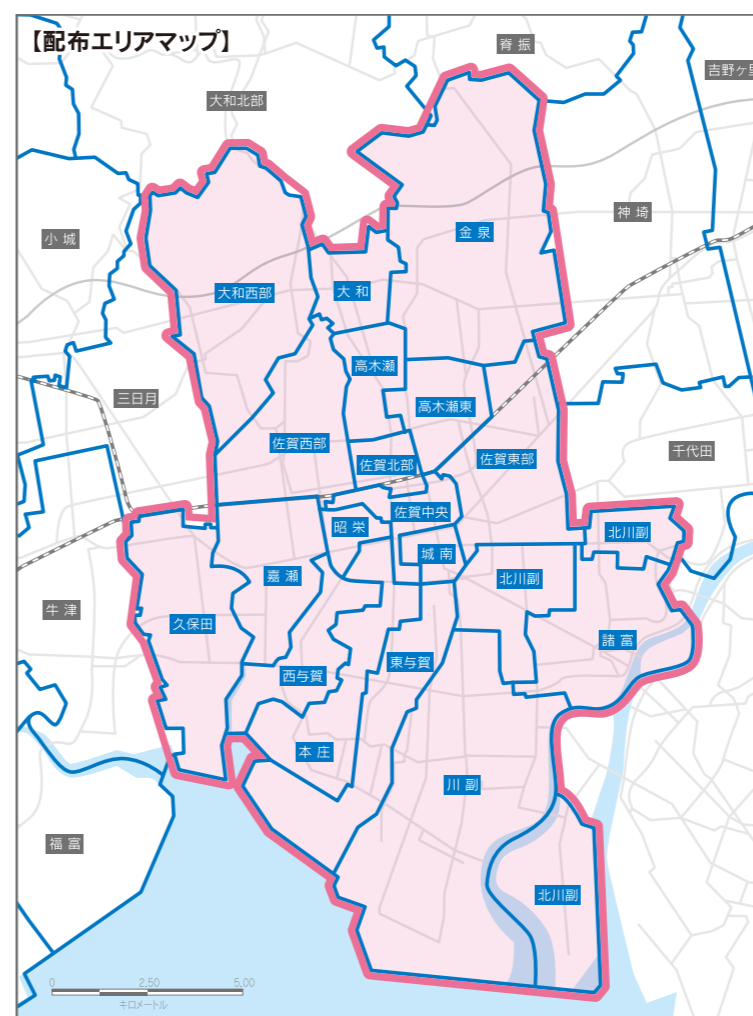 【配布エリアマップ】
脊振
吉野ヶ里
大和北部
神埼
小城
金泉
大和西部
大和
高木瀬
三日月
高木瀬東
佐賀西部
佐賀北部
佐賀東部
千代田
佐賀中央
昭栄
北川副
城南
嘉瀬
北川副
牛津
久保田
諸富
東与賀
西与賀
本庄
川副
福富
北川副
0 2.50 5.00
キロメートル